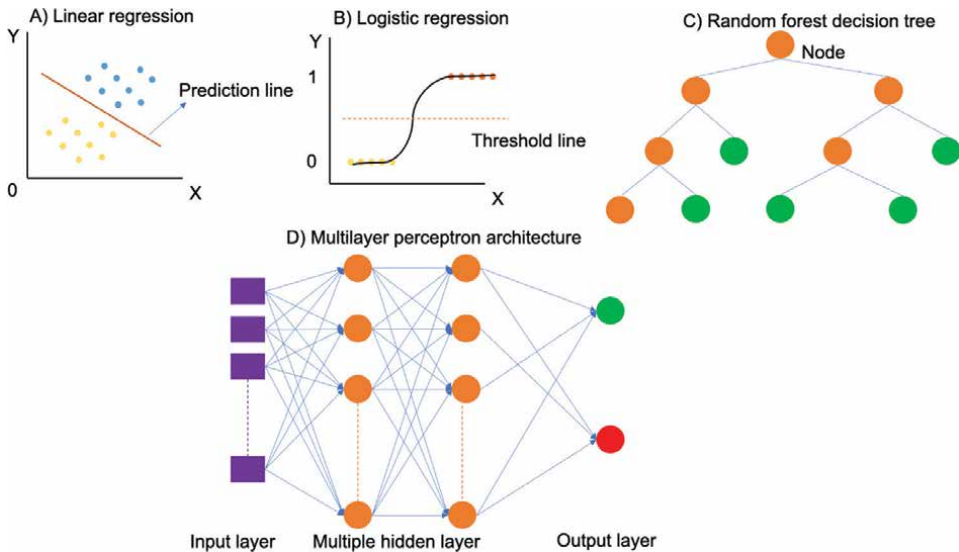 A) Linear regression
Y
Prediction line
0
X
B) Logistic regression
Y
1
Threshold line
0
X
C) Random forest decision tree
Node
D) Multilayer perceptron architecture
Input layer
Multiple hidden layer
Output layer